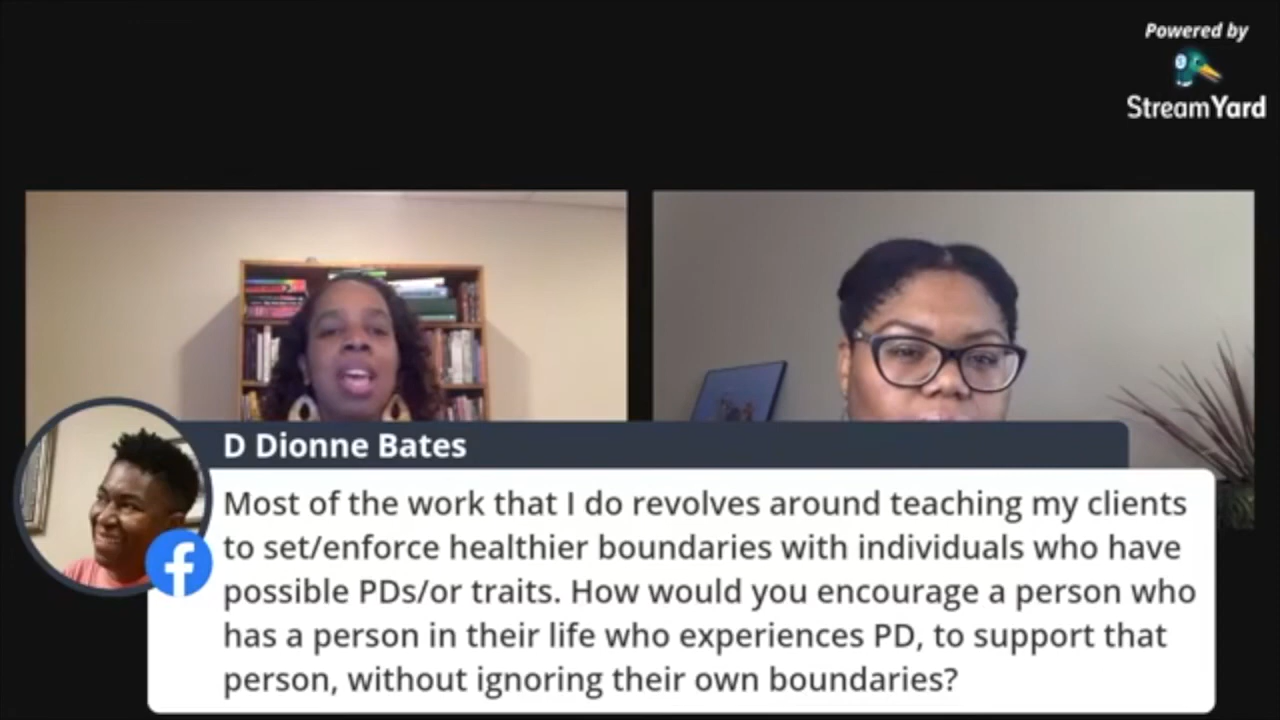 Powered by
StreamYard
D Dionne Bates
Most of the work that I do revolves around teaching my clients
to set/enforce healthier boundaries with individuals who have
possible PDs/or traits. How would you encourage a person who
has a person in their life who experiences PD, to support that
person, without ignoring their own boundaries?